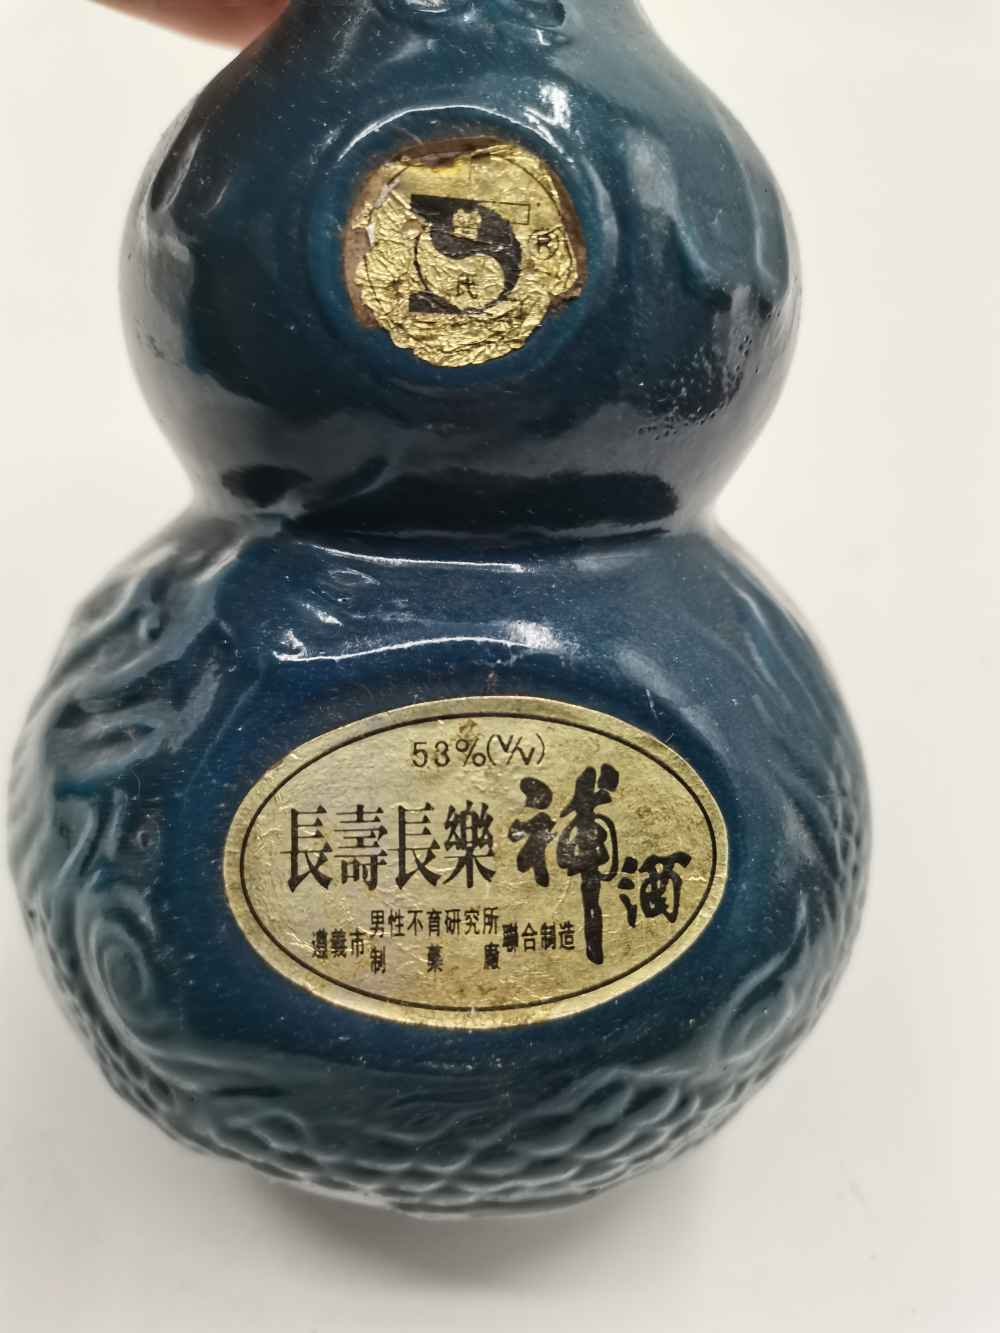 R
氏
53%(V/V)
長壽長樂補酒
遵義市男性不育研究所制藥廠聯合制造